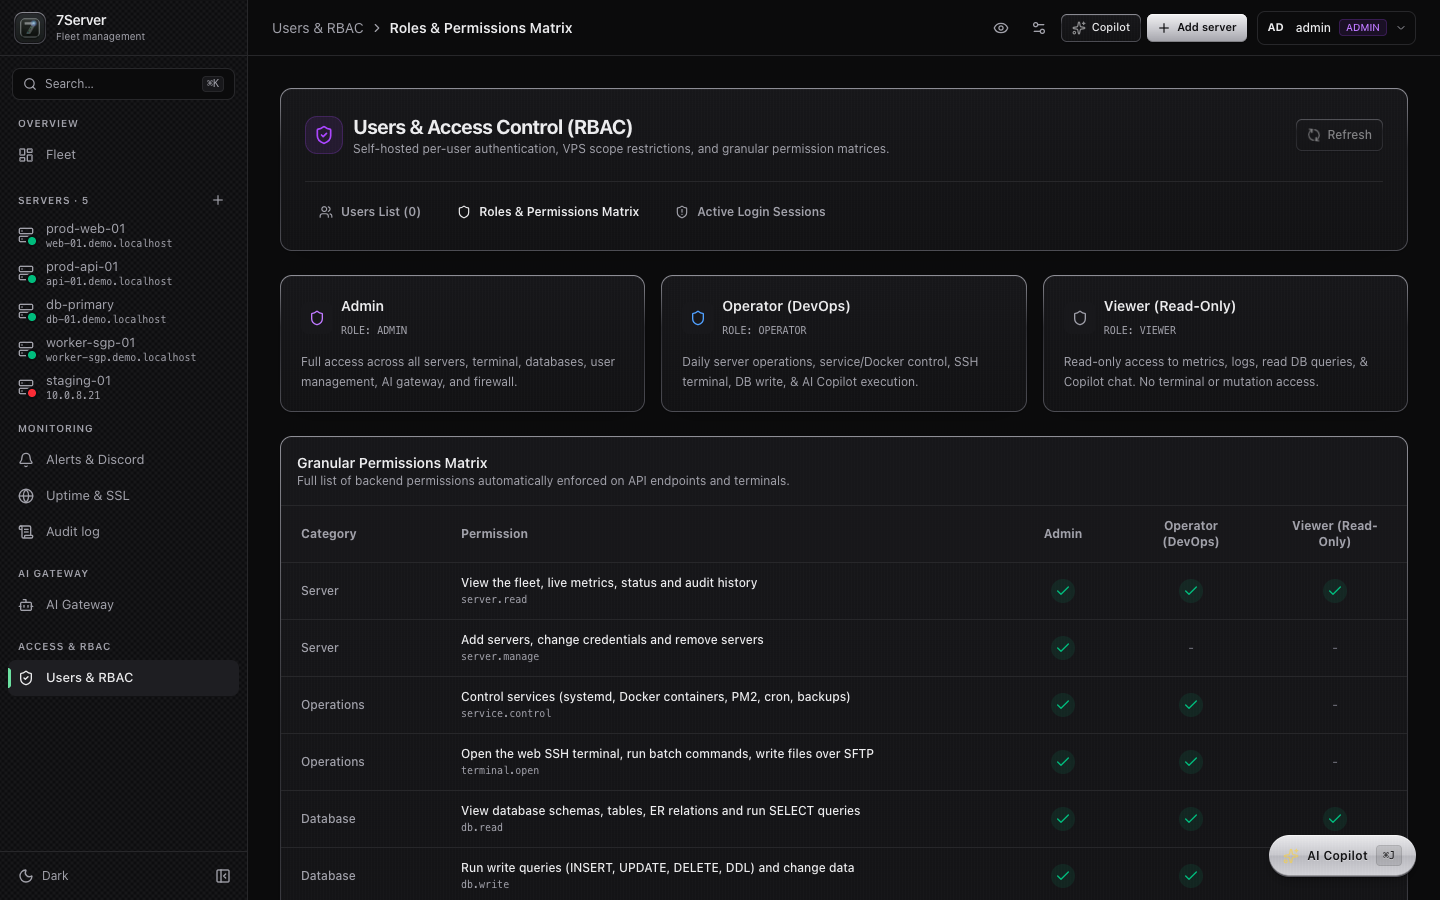 7Server
Fleet management
Search...
⌘K
OVERVIEW
Fleet
SERVERS · 5
prod-web-01
web-01.demo.localhost
prod-api-01
api-01.demo.localhost
db-primary
db-01.demo.localhost
worker-sgp-01
worker-sgp.demo.localhost
staging-01
10.0.8.21
MONITORING
Alerts & Discord
Uptime & SSL
Audit log
AI GATEWAY
AI Gateway
ACCESS & RBAC
Users & RBAC
Dark
Users & RBAC > Roles & Permissions Matrix
Copilot
Add server
AD admin ADMIN
Users & Access Control (RBAC)
Self-hosted per-user authentication, VPS scope restrictions, and granular permission matrices.
Refresh
Users List (0)
Roles & Permissions Matrix
Active Login Sessions
Admin
ROLE: ADMIN
Full access across all servers, terminal, databases, user
management, AI gateway, and firewall.
Operator (DevOps)
ROLE: OPERATOR
Daily server operations, service/Docker control, SSH
terminal, DB write, & AI Copilot execution.
Viewer (Read-Only)
ROLE: VIEWER
Read-only access to metrics, logs, read DB queries, &
Copilot chat. No terminal or mutation access.
Granular Permissions Matrix
Full list of backend permissions automatically enforced on API endpoints and terminals.
Category Permission Admin Operator (DevOps) Viewer (Read-Only)
Server View the fleet, live metrics, status and audit history
server.read
Server Add servers, change credentials and remove servers - -
server.manage
Operations Control services (systemd, Docker containers, PM2, cron, backups) -
service.control
Operations Open the web SSH terminal, run batch commands, write files over SFTP -
terminal.open
Database View database schemas, tables, ER relations and run SELECT queries
db.read
Database Run write queries (INSERT, UPDATE, DELETE, DDL) and change data
db.write
AI Copilot ⌘J